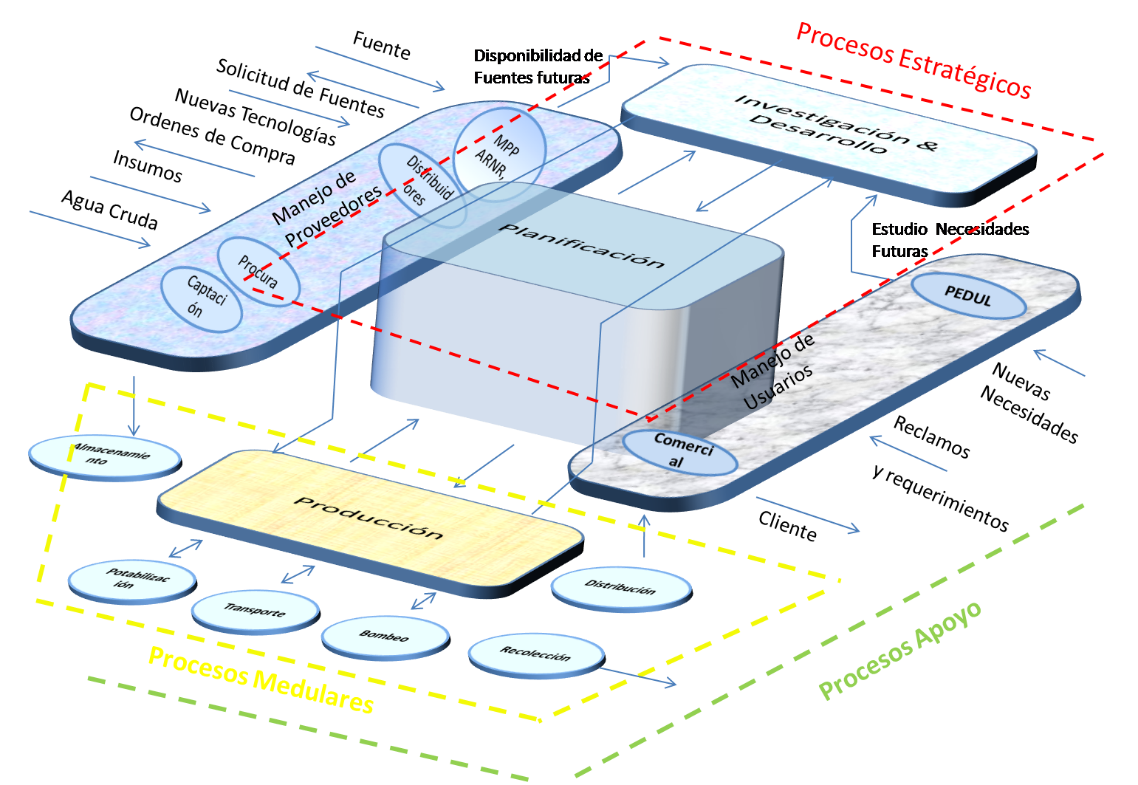 Procesos Estratégicos
Fuente
Disponibilidad de
Fuentes futuras
Solicitud de Fuentes
Nuevas Tecnologías
Ordenes de Compra
Insumos
Agua Cruda
Investigación &
Desarrollo
MPP
ARNR,
Distribuid
ores
Manejo de
Proveedores
Procura
Captaci
ón
Planificación
Estudio Necesidades
Futuras
PEDUL
Manejo de
Usuarios
Comerci
al
Nuevas
Necesidades
Reclamos
y requerimientos
Cliente
Almacenamie
nto
Producción
Potabilizac
ión
Transporte
Bombeo
Recolección
Distribución
Procesos Medulares
Procesos Apoyo